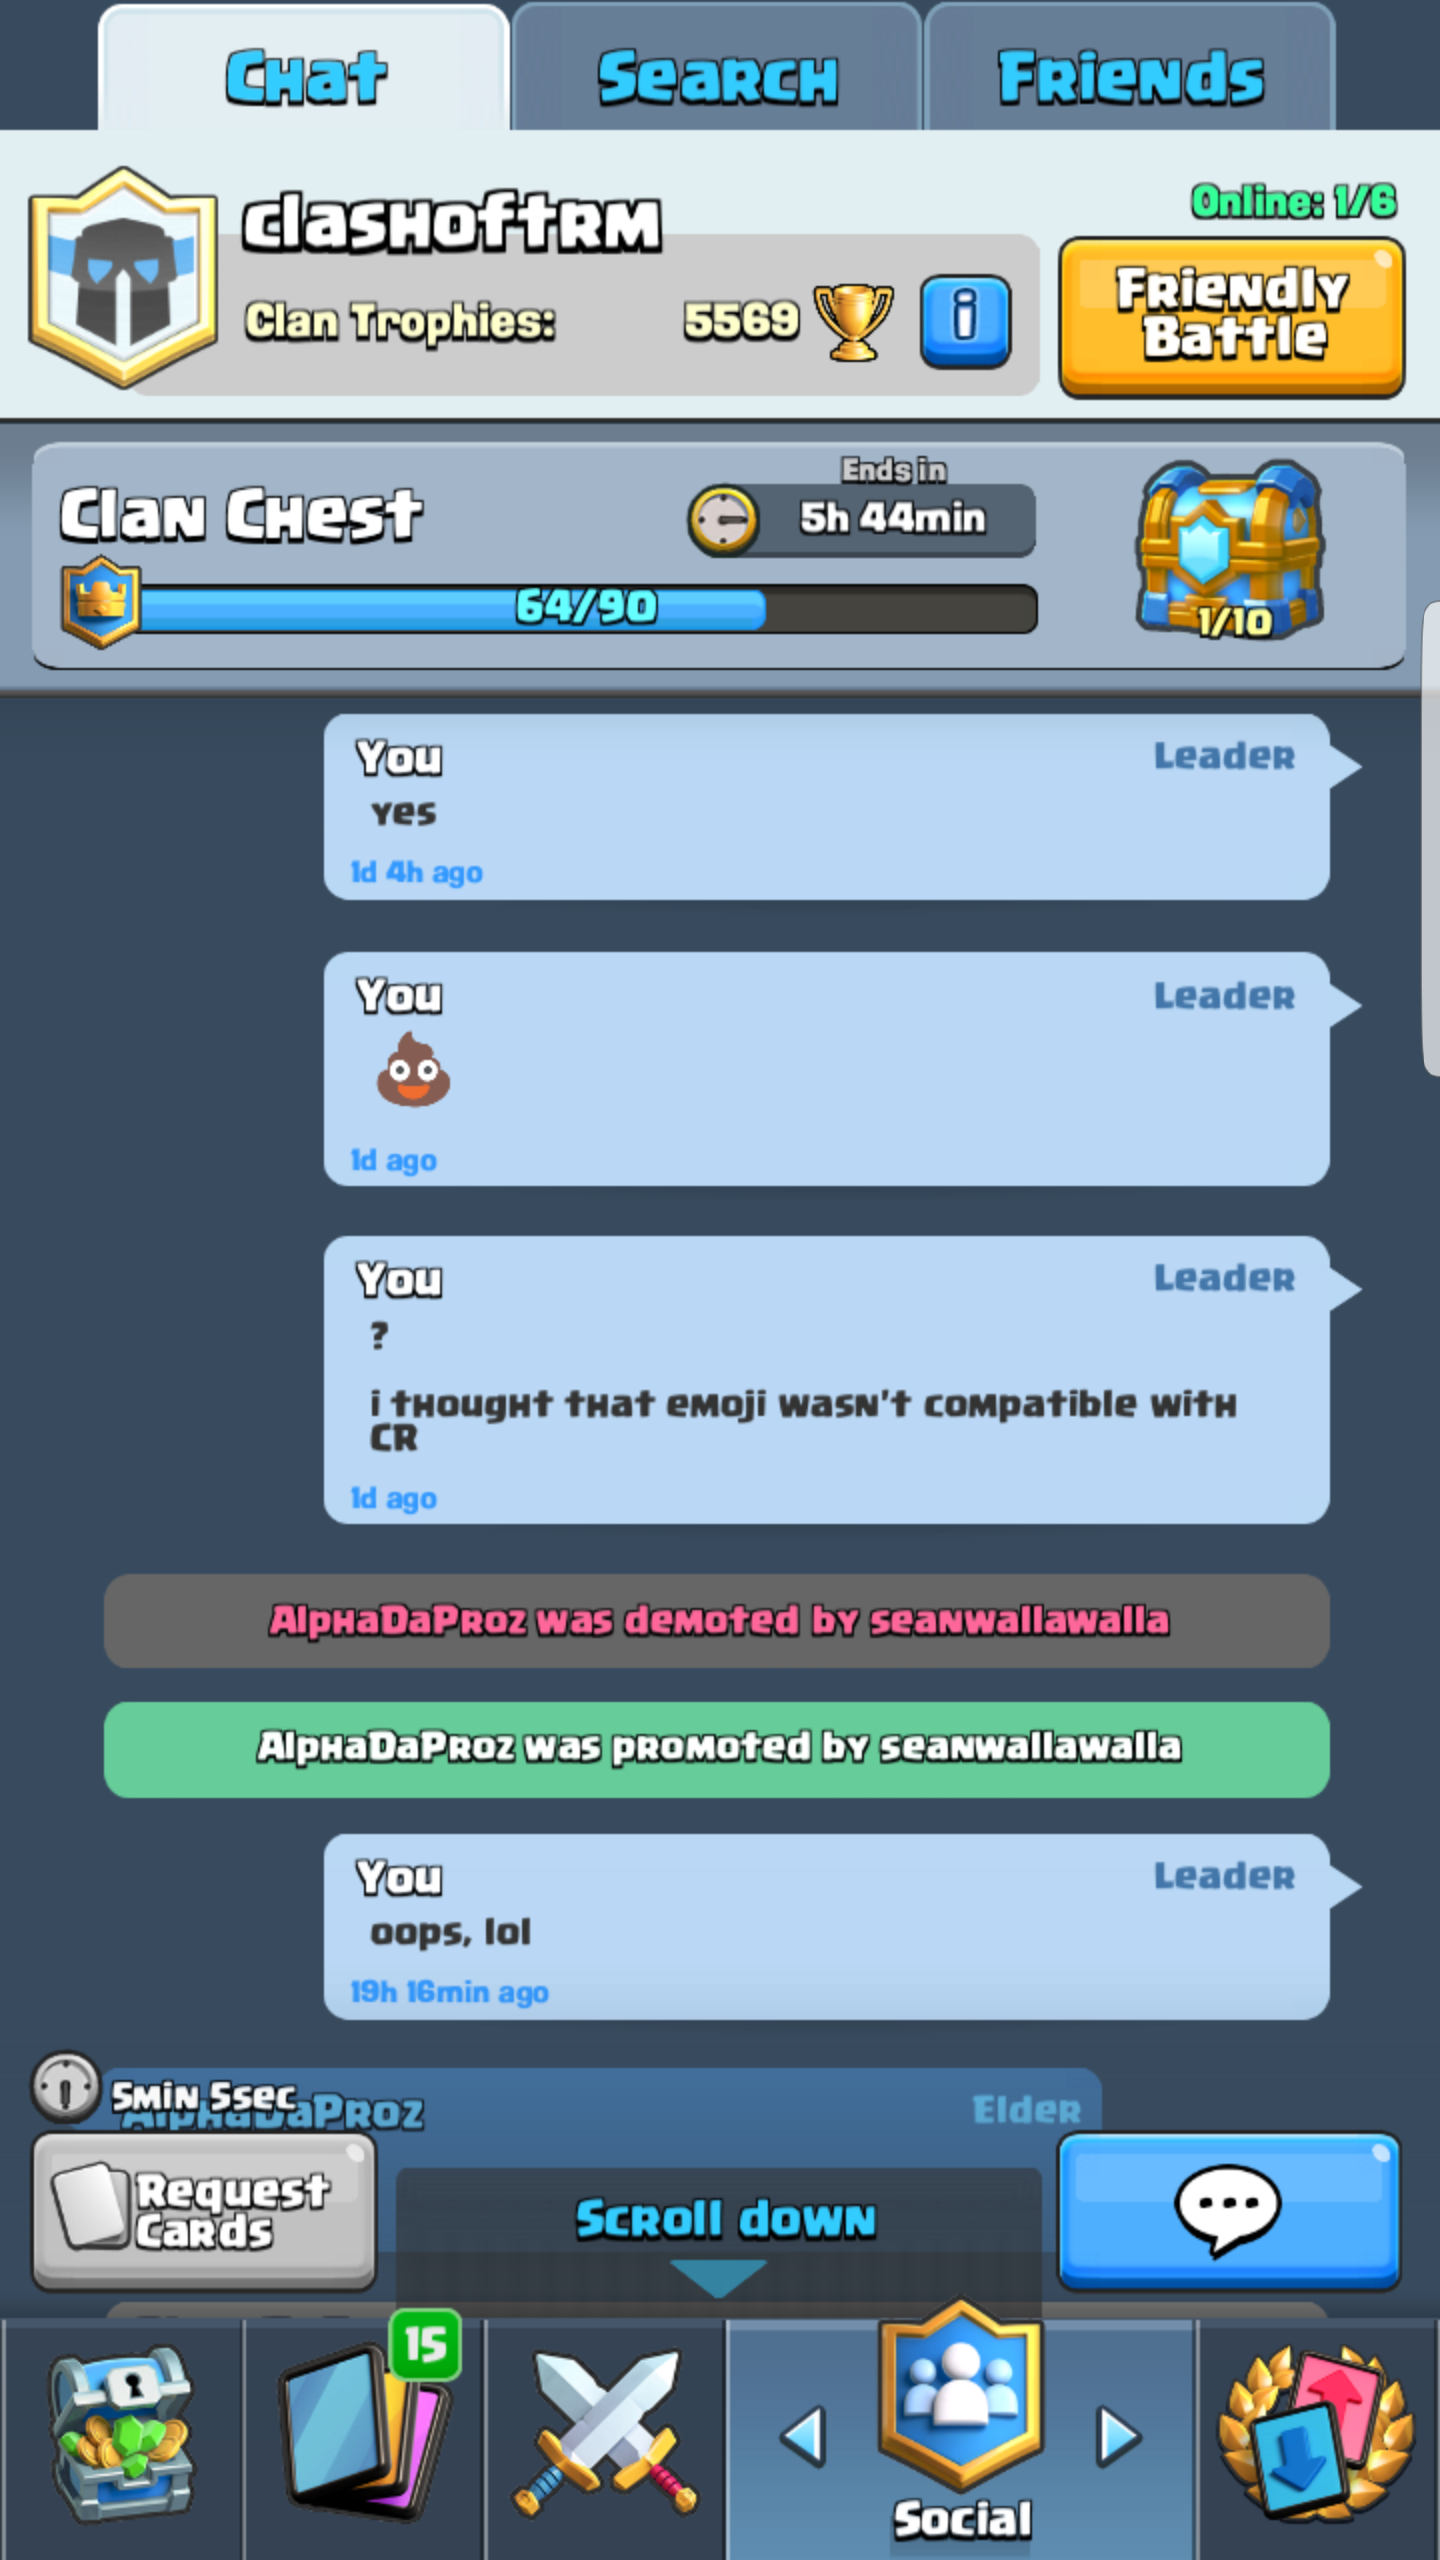 Chat
Search
Friends
clashoftrm
Online: 1/6
Clan Trophies: 5569
Friendly
Battle
Clan Chest
Ends in
5h 44min
64/90
1/10
You Leader
yes
1d 4h ago
You Leader
1d ago
You Leader
?
i thought that emoji wasn't compatible with
CR
1d ago
AlphaDaProz was demoted by seanwallawalla
AlphaDaProz was promoted by seanwallawalla
You Leader
oops, lol
19h 16min ago
5min 5sec
AlphaDaProz Elder
Request
Cards
Scroll down
15
Social